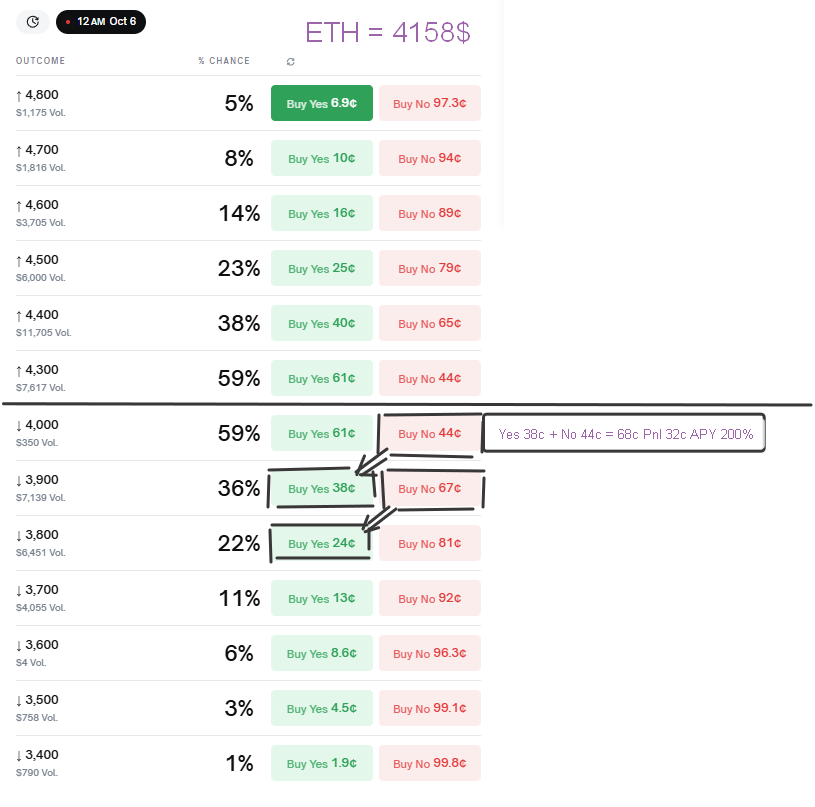 12 AM Oct 6
ETH = 4158$
OUTCOME % CHANCE
↑ 4,800
$1,175 Vol.
5%
Buy Yes 6.9¢
Buy No 97.3¢
↑ 4,700
$1,816 Vol.
8%
Buy Yes 10¢
Buy No 94¢
↑ 4,600
$3,705 Vol.
14%
Buy Yes 16¢
Buy No 89¢
↑ 4,500
$6,000 Vol.
23%
Buy Yes 25¢
Buy No 79¢
↑ 4,400
$11,705 Vol.
38%
Buy Yes 40¢
Buy No 65¢
↑ 4,300
$7,617 Vol.
59%
Buy Yes 61¢
Buy No 44¢
↓ 4,000
$350 Vol.
59%
Buy Yes 61¢
Buy No 44¢
Yes 38c + No 44c = 68c Pnl 32c APY 200%
↓ 3,900
$7,139 Vol.
36%
Buy Yes 38¢
Buy No 67¢
↓ 3,800
$6,451 Vol.
22%
Buy Yes 24¢
Buy No 81¢
↓ 3,700
$4,055 Vol.
11%
Buy Yes 13¢
Buy No 92¢
↓ 3,600
$4 Vol.
6%
Buy Yes 8.6¢
Buy No 96.3¢
↓ 3,500
$758 Vol.
3%
Buy Yes 4.5¢
Buy No 99.1¢
↓ 3,400
$790 Vol.
1%
Buy Yes 1.9¢
Buy No 99.8¢